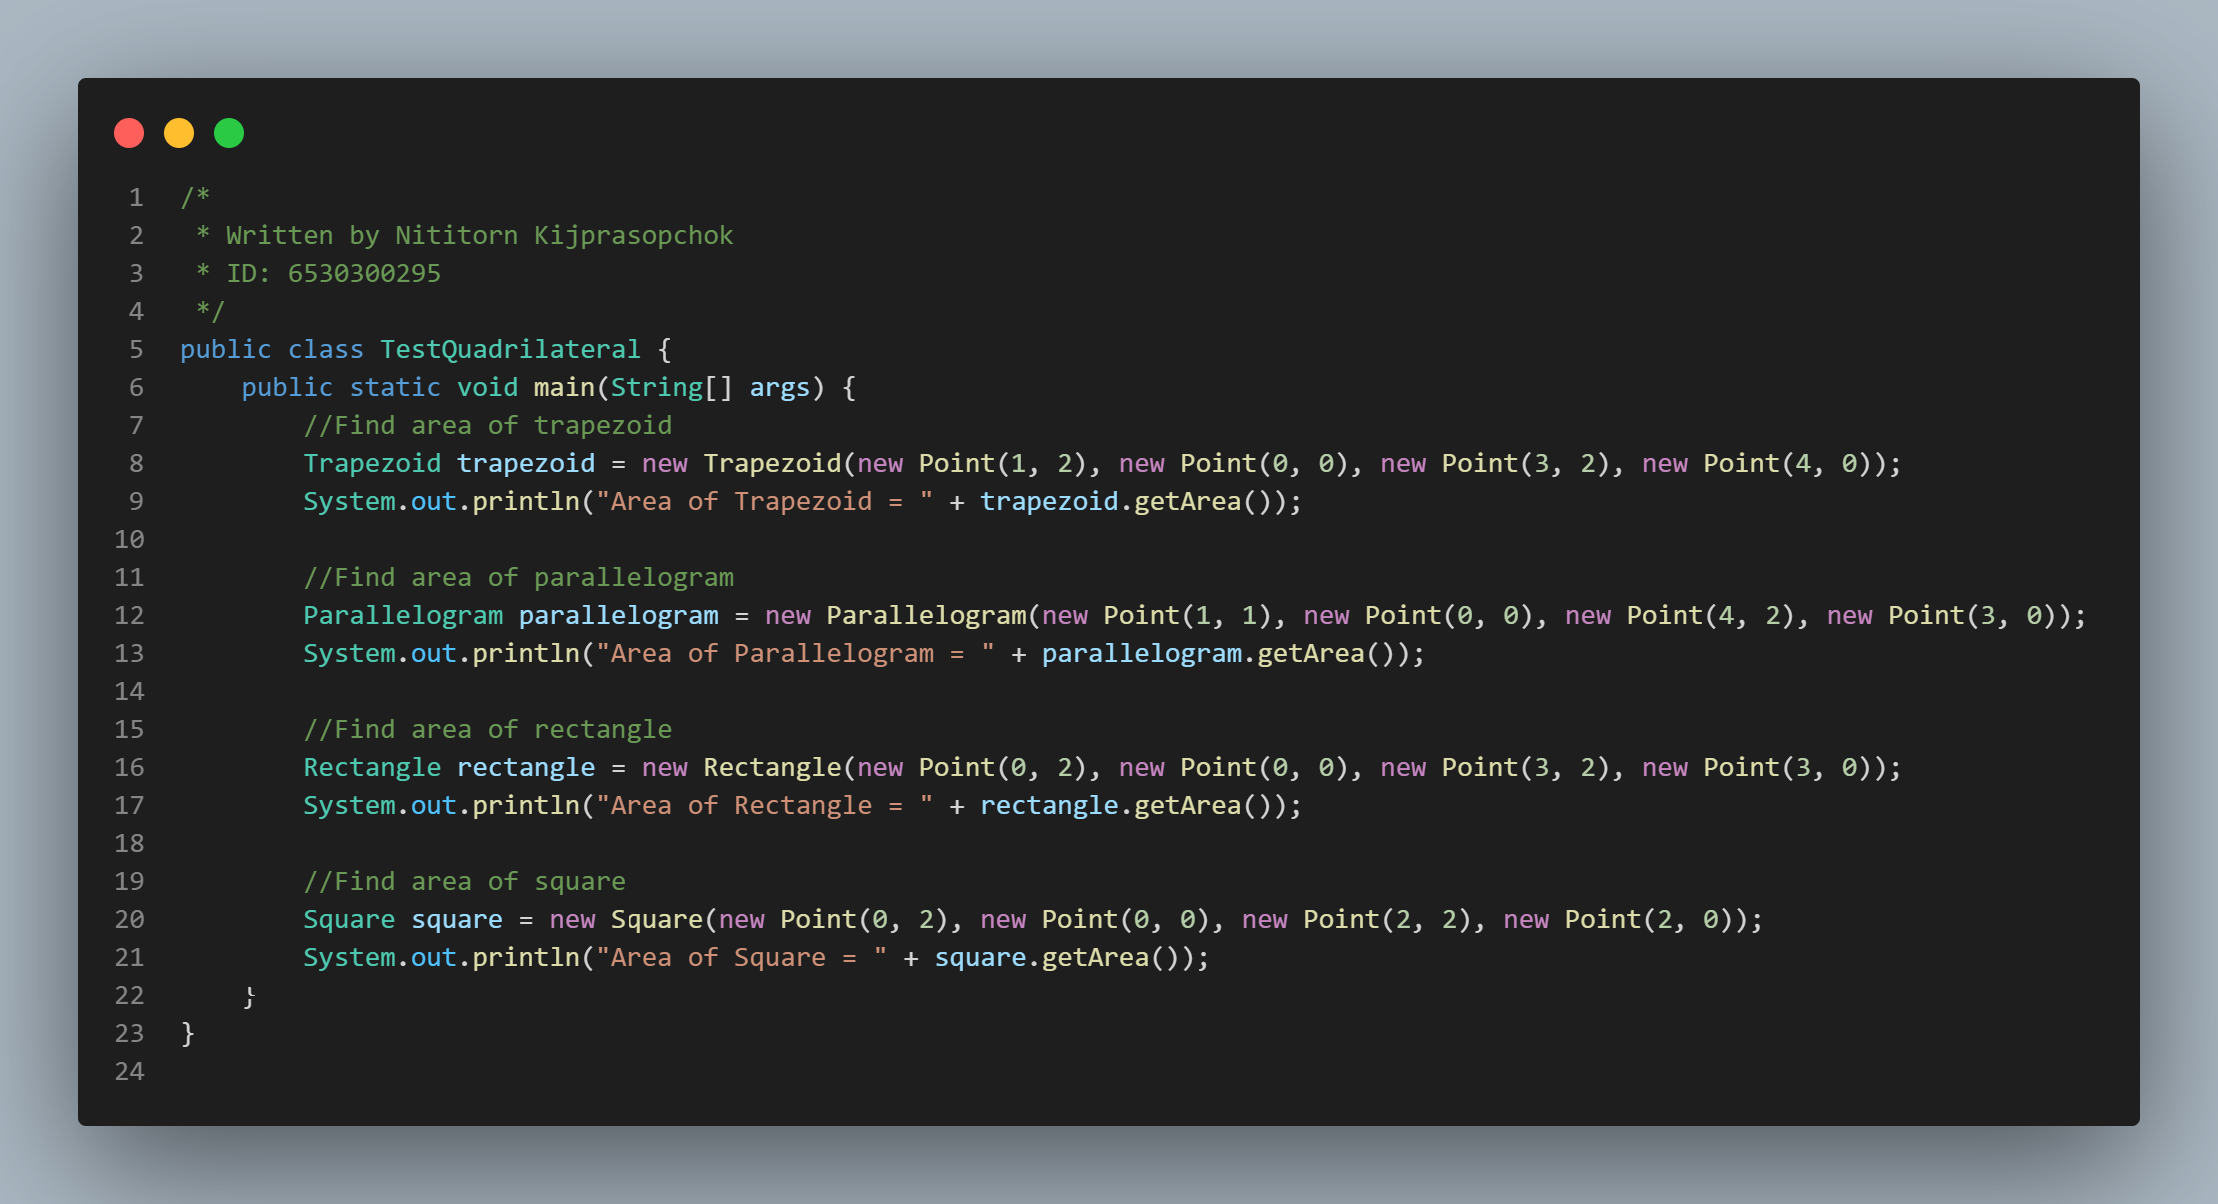 1 /*
2  * Written by Nititorn Kijprasopchok
3  * ID: 6530300295
4  */
5 public class TestQuadrilateral {
6     public static void main(String[] args) {
7         //Find area of trapezoid
8         Trapezoid trapezoid = new Trapezoid(new Point(1, 2), new Point(0, 0), new Point(3, 2), new Point(4, 0));
9         System.out.println("Area of Trapezoid = " + trapezoid.getArea());
10
11         //Find area of parallelogram
12         Parallelogram parallelogram = new Parallelogram(new Point(1, 1), new Point(0, 0), new Point(4, 2), new Point(3, 0));
13         System.out.println("Area of Parallelogram = " + parallelogram.getArea());
14
15         //Find area of rectangle
16         Rectangle rectangle = new Rectangle(new Point(0, 2), new Point(0, 0), new Point(3, 2), new Point(3, 0));
17         System.out.println("Area of Rectangle = " + rectangle.getArea());
18
19         //Find area of square
20         Square square = new Square(new Point(0, 2), new Point(0, 0), new Point(2, 2), new Point(2, 0));
21         System.out.println("Area of Square = " + square.getArea());
22     }
23 }
24